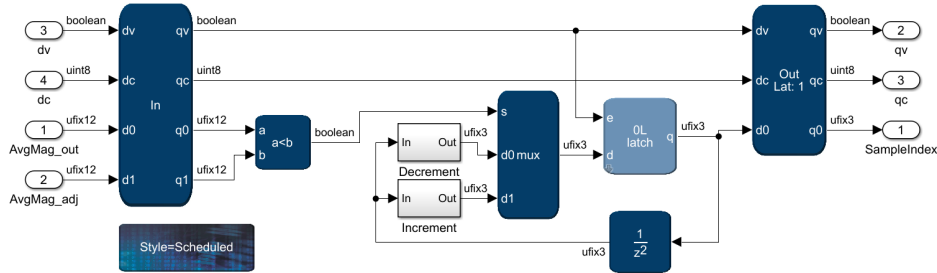 3
boolean
dv
4
uint8
dc
1
ufix12
AvgMag_out
2
ufix12
AvgMag_adj
dv
dc
d0
d1
In
qv
qc
q0
q1
boolean
uint8
ufix12
ufix12
a
b
a<b
boolean
In
Out
Decrement
ufix3
In
Out
Increment
ufix3
s
d0
d1
mux
ufix3
e
d
0L
latch
q
ufix3
1
z2
ufix3
dv
dc
d0
Out
Lat: 1
qv
qc
q0
boolean
2
qv
uint8
3
qc
ufix3
1
SampleIndex
Style=Scheduled